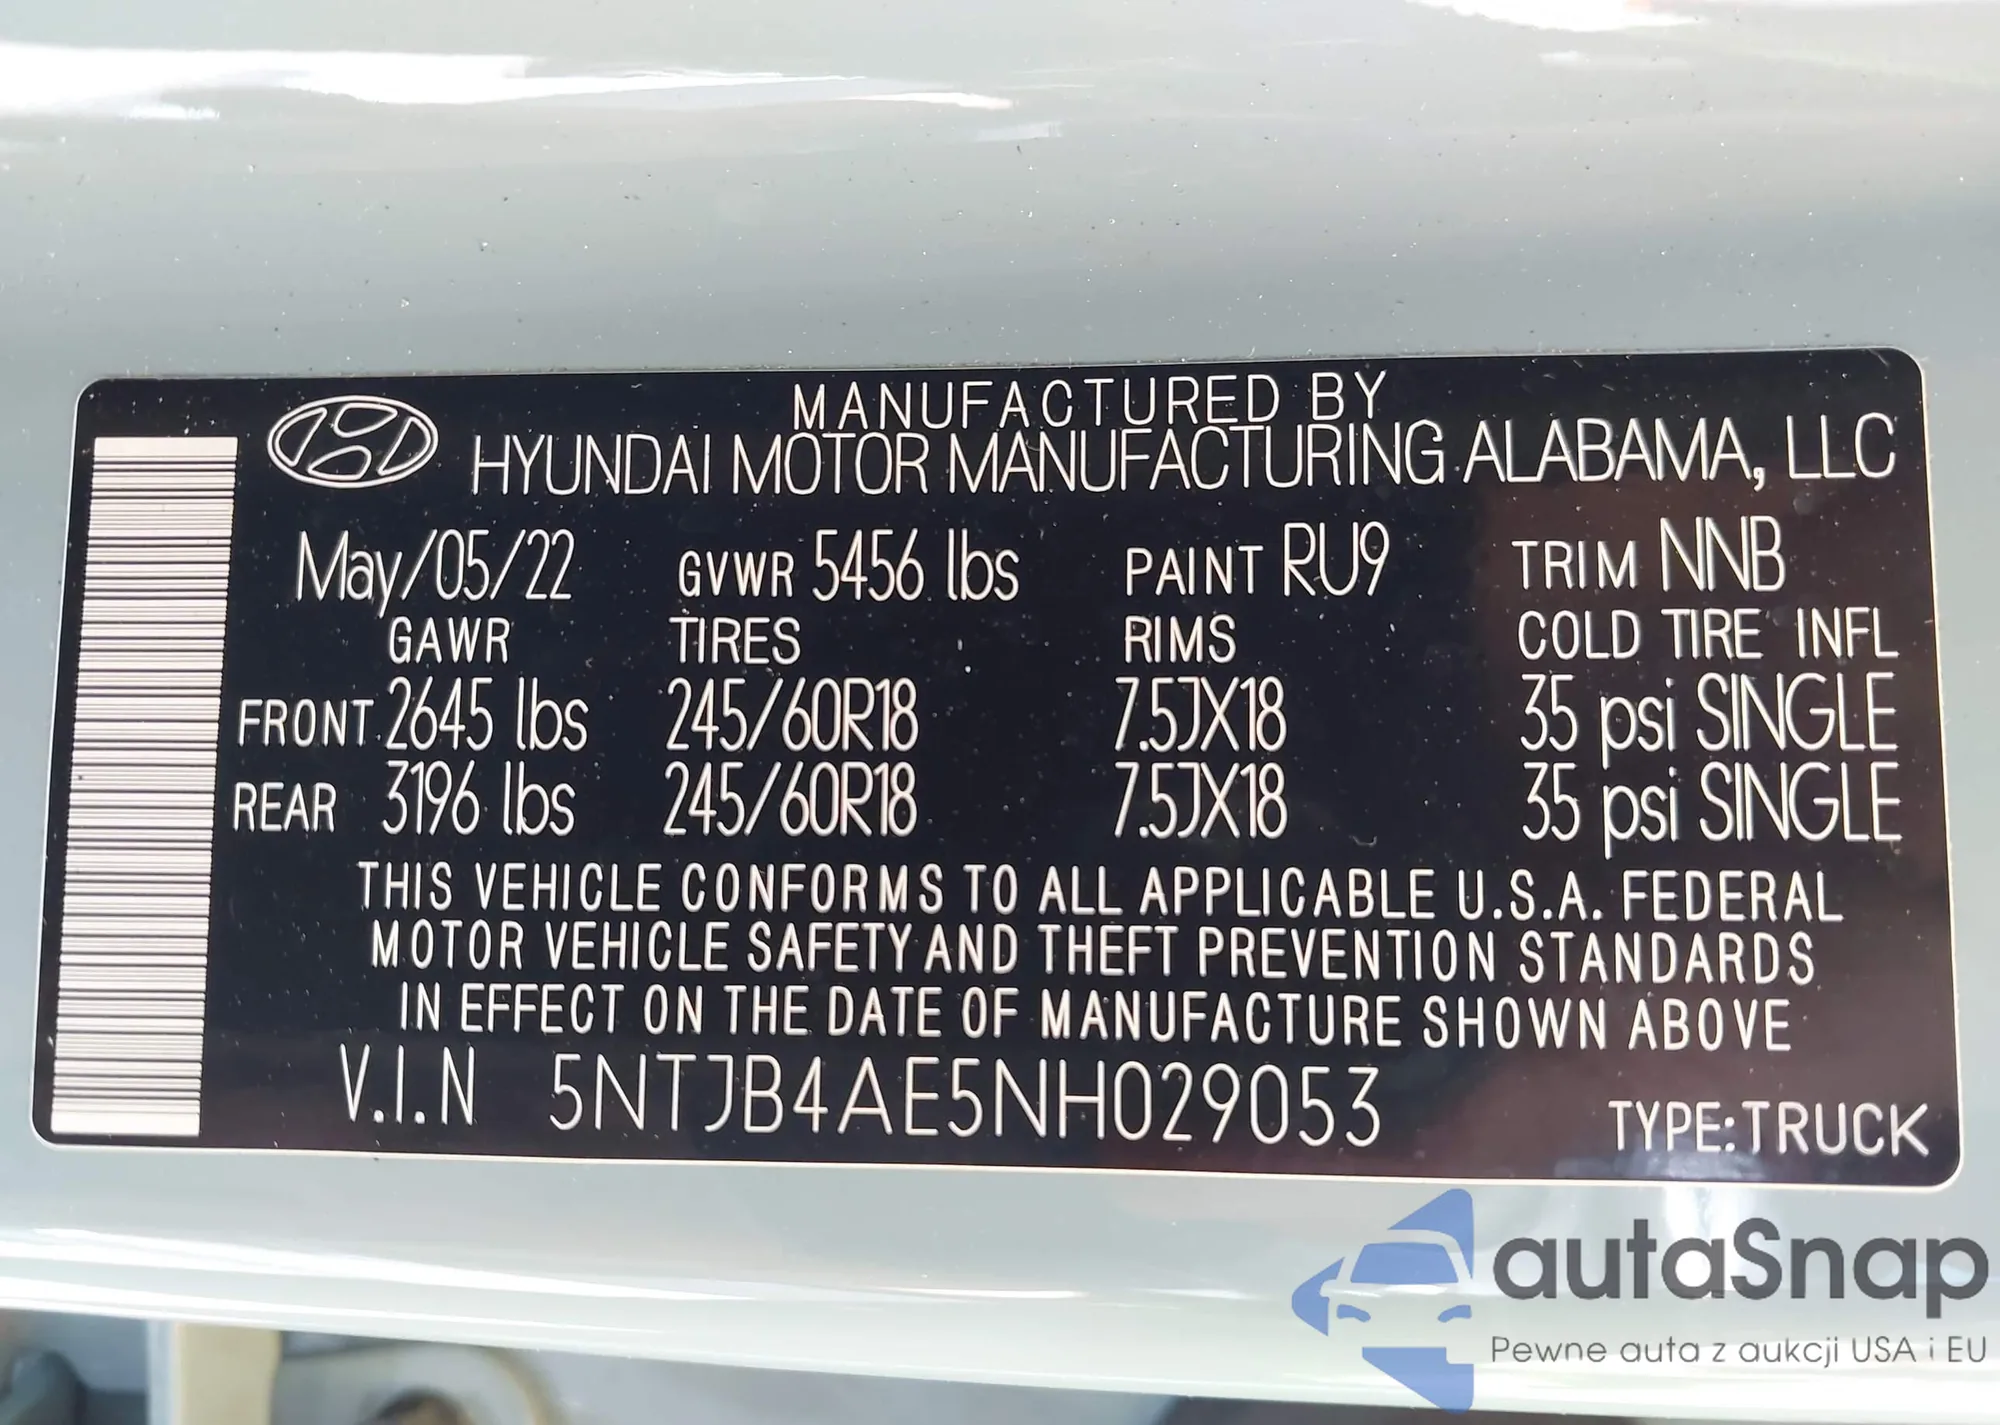 MANUFACTURED BY
HYUNDAI MOTOR MANUFACTURING ALABAMA, LLC
May/05/22 GVWR 5456 lbs PAINT RU9 TRIM NNB
GAWR TIRES RIMS COLD TIRE INFL
FRONT 2645 lbs 245/60R18 7.5JX18 35 psi SINGLE
REAR 3196 lbs 245/60R18 7.5JX18 35 psi SINGLE
THIS VEHICLE CONFORMS TO ALL APPLICABLE U.S.A. FEDERAL
MOTOR VEHICLE SAFETY AND THEFT PREVENTION STANDARDS
IN EFFECT ON THE DATE OF MANUFACTURE SHOWN ABOVE
V.I.N 5NTJB4AE5NH029053 TYPE:TRUCK
autaSnap
Pewne auta z aukcji USA i EU